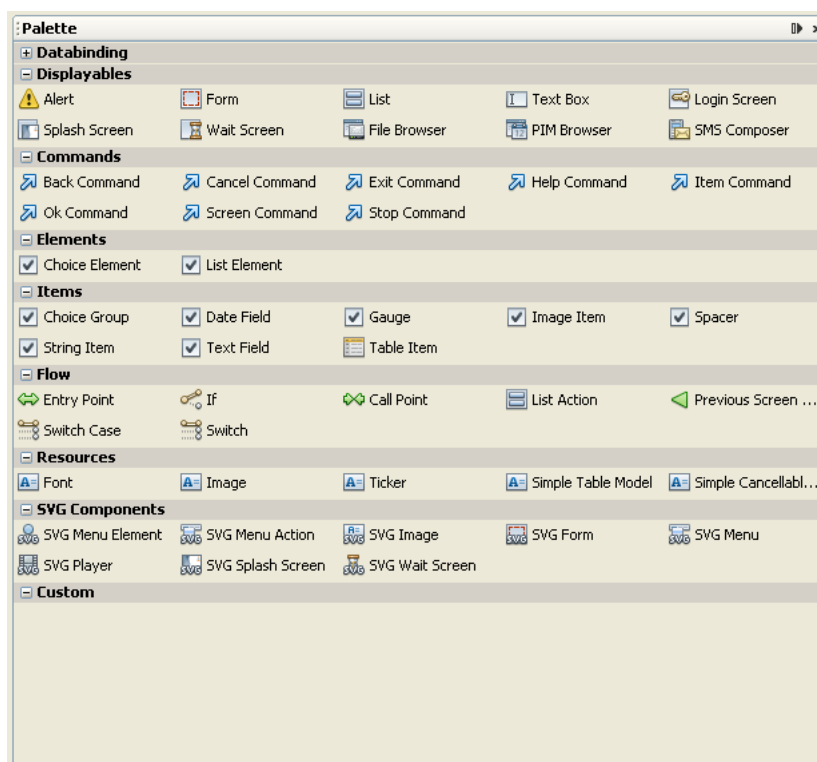 Palette
Databinding
Displayables
Alert Form List Text Box Login Screen
Splash Screen Wait Screen File Browser PIM Browser SMS Composer
Commands
Back Command Cancel Command Exit Command Help Command Item Command
Ok Command Screen Command Stop Command
Elements
Choice Element List Element
Items
Choice Group Date Field Gauge Image Item Spacer
String Item Text Field Table Item
Flow
Entry Point If Call Point List Action Previous Screen ...
Switch Case Switch
Resources
Font Image Ticker Simple Table Model Simple Cancellabl...
SVG Components
SVG Menu Element SVG Menu Action SVG Image SVG Form SVG Menu
SVG Player SVG Splash Screen SVG Wait Screen
Custom